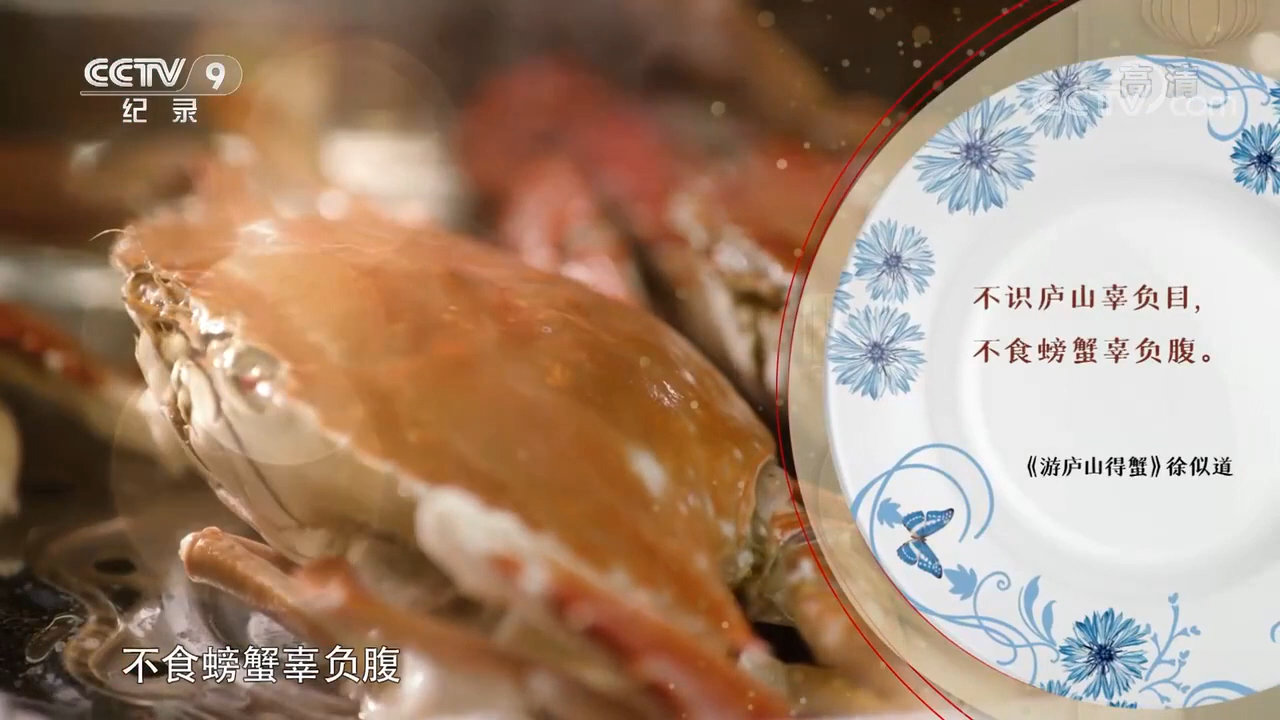 CCTV 9
纪录
高清
CCTV.com
不识庐山辜负目,
不食螃蟹辜负腹。
《游庐山得蟹》徐似道
不食螃蟹辜负腹